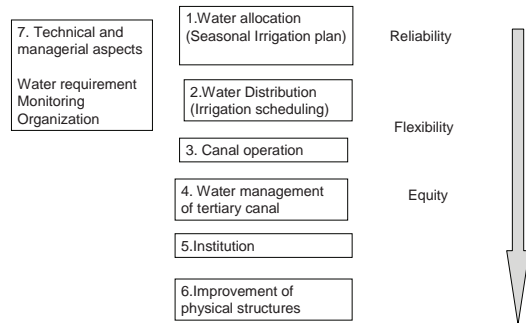 7. Technical and
managerial aspects
Water requirement
Monitoring
Organization
1.Water allocation
(Seasonal Irrigation plan)
2.Water Distribution
(Irrigation scheduling)
3. Canal operation
4. Water management
of tertiary canal
5.Institution
6.Improvement of
physical structures
Reliability
Flexibility
Equity